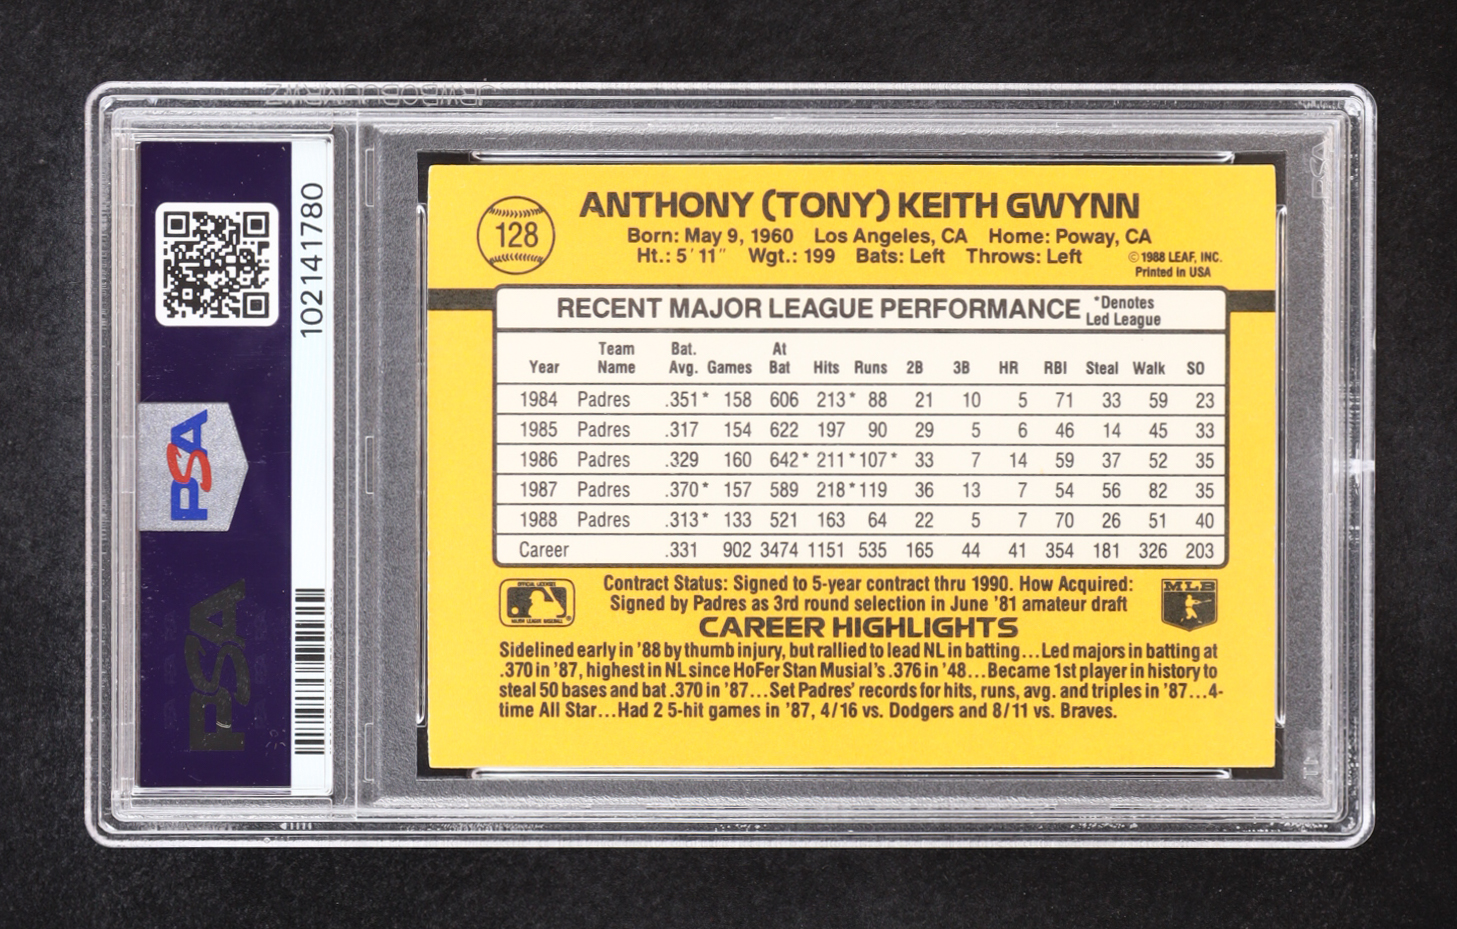 102141780
PSA
PSA
128
ANTHONY (TONY) KEITH GWYNN
Born: May 9, 1960 Los Angeles, CA Home: Poway, CA
Ht.: 5' 11" Wgt.: 199 Bats: Left Throws: Left
©1988 LEAF, INC.
Printed in USA
RECENT MAJOR LEAGUE PERFORMANCE *Denotes Led League
Year Team Name Bat. Avg. Games At Bat Hits Runs 2B 3B HR RBI Steal Walk SO
1984 Padres .351* 158 606 213* 88 21 10 5 71 33 59 23
1985 Padres .317 154 622 197 90 29 5 6 46 14 45 33
1986 Padres .329 160 642* 211* 107* 33 7 14 59 37 52 35
1987 Padres .370* 157 589 218* 119 36 13 7 54 56 82 35
1988 Padres .313* 133 521 163 64 22 5 7 70 26 51 40
Career .331 902 3474 1151 535 165 44 41 354 181 326 203
Contract Status: Signed to 5-year contract thru 1990. How Acquired:
Signed by Padres as 3rd round selection in June '81 amateur draft
MLB
CAREER HIGHLIGHTS
Sidelined early in '88 by thumb injury, but rallied to lead NL in batting...Led majors in batting at
.370 in '87, highest in NL since HoFer Stan Musial's .376 in '48...Became 1st player in history to
steal 50 bases and bat .370 in '87...Set Padres' records for hits, runs, avg. and triples in '87...4-
time All Star...Had 2 5-hit games in '87, 4/16 vs. Dodgers and 8/11 vs. Braves.